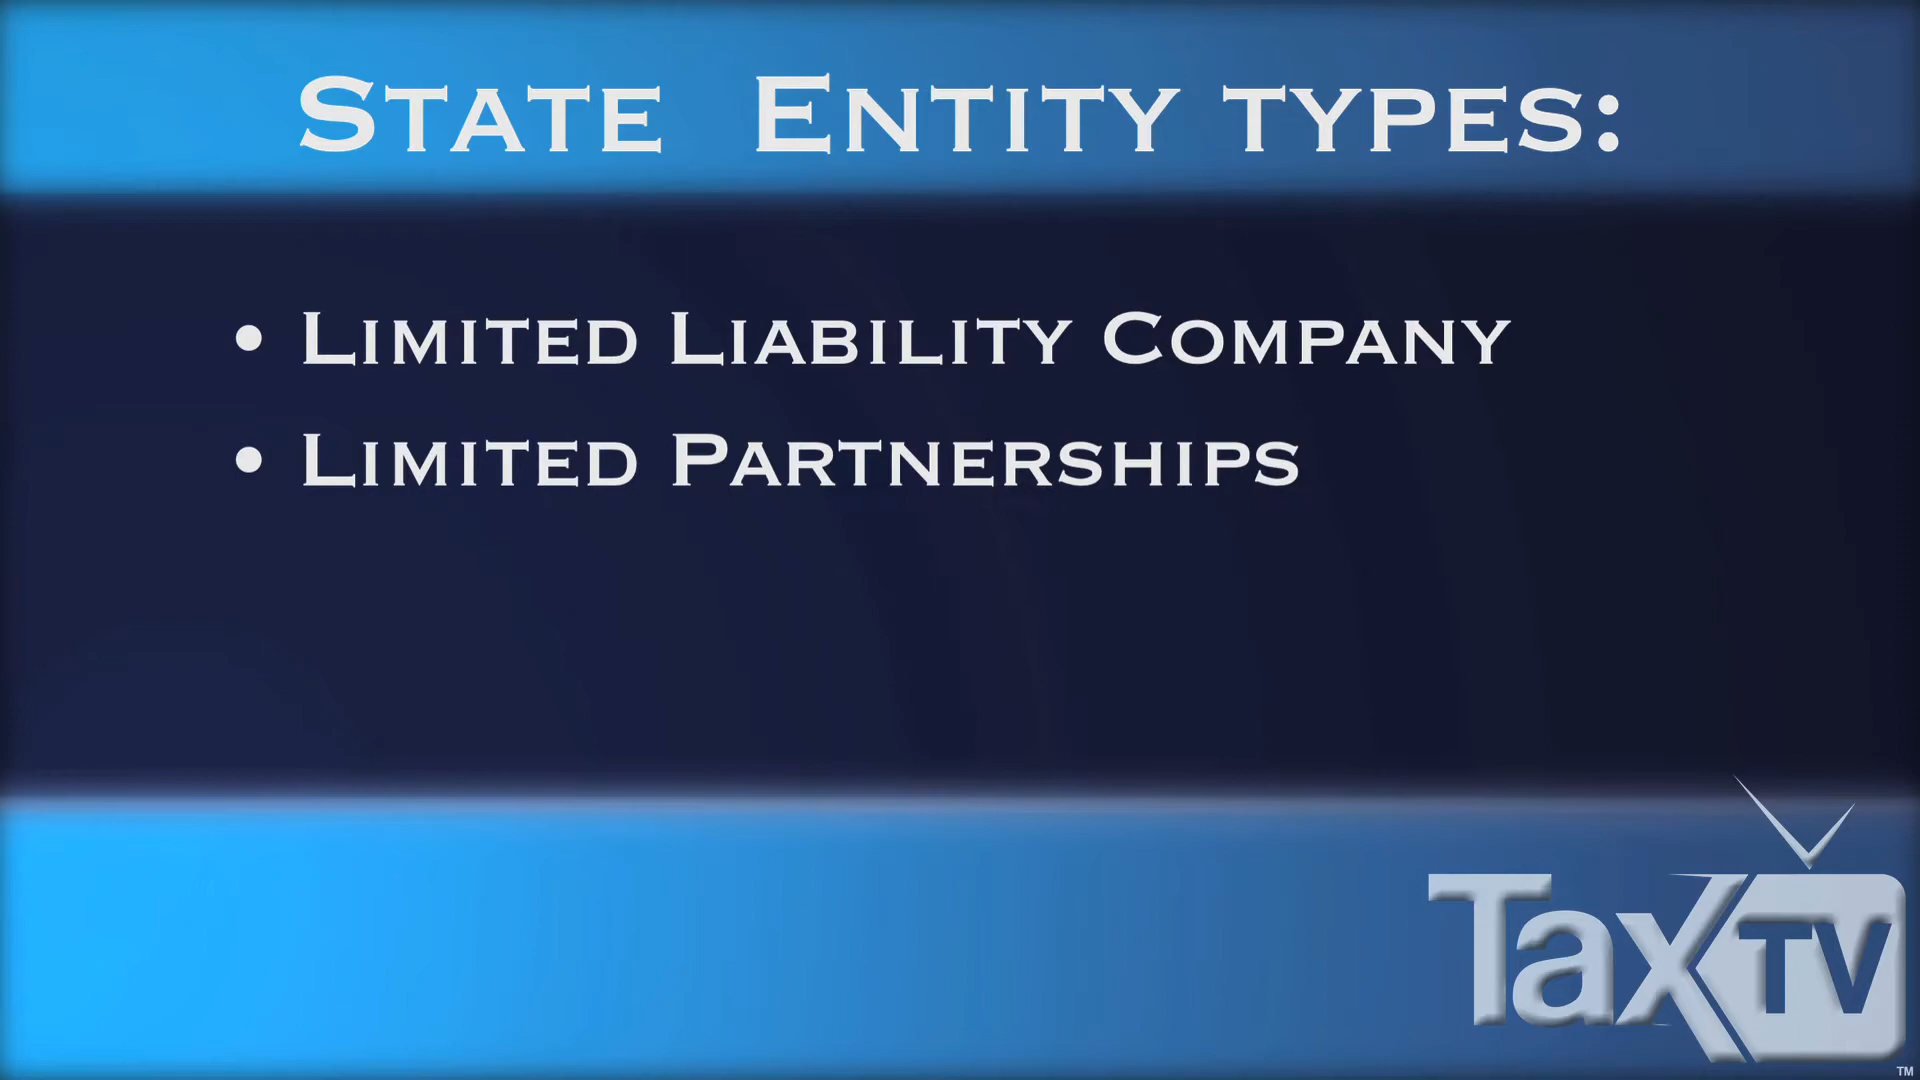 State Entity types:
• Limited Liability Company
• Limited Partnerships
TaxTV
TM